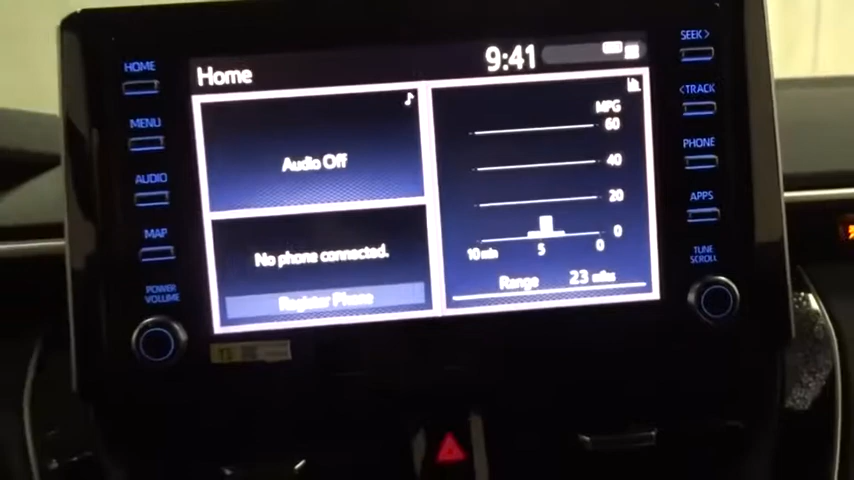 HOME
MENU
AUDIO
MAP
POWER
VOLUME
Home
9:41
Audio Off
No phone connected.
Register Phone
MPG
60
40
20
0
10 min
5
0
Range 23 miles
SEEK>
<TRACK
PHONE
APPS
TUNE
SCROLL